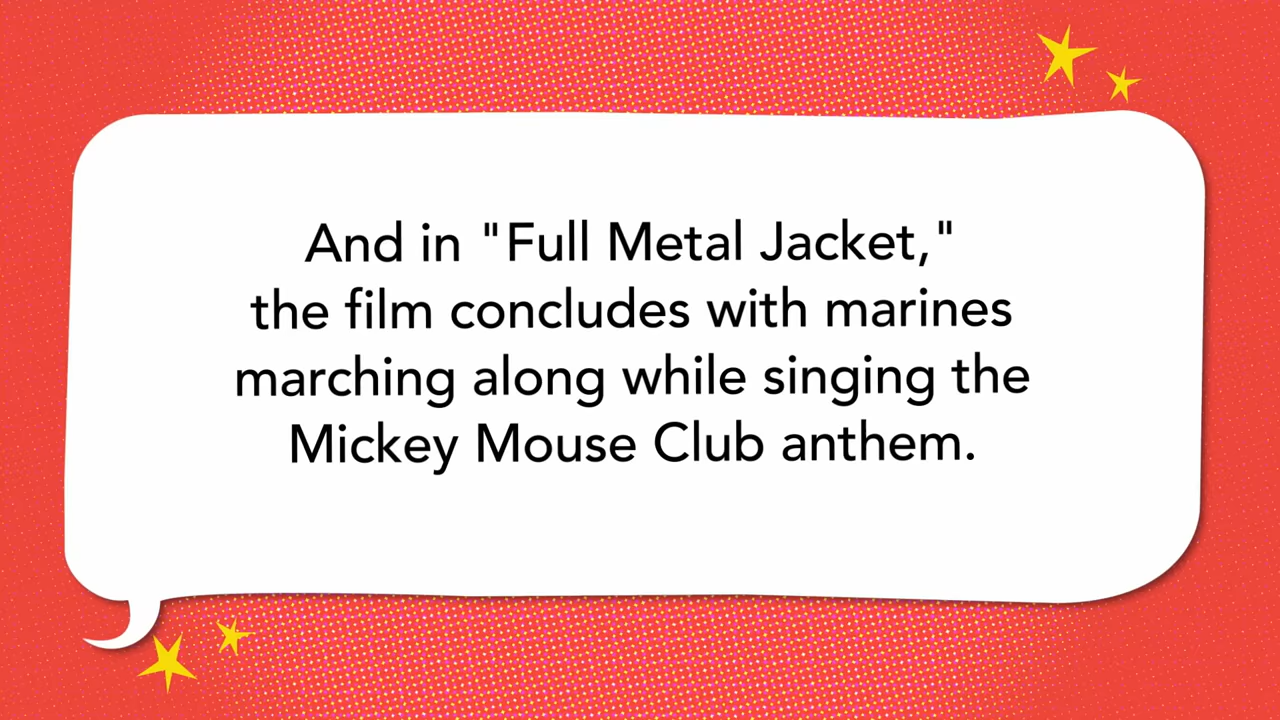 And in "Full Metal Jacket,"
the film concludes with marines
marching along while singing the
Mickey Mouse Club anthem.